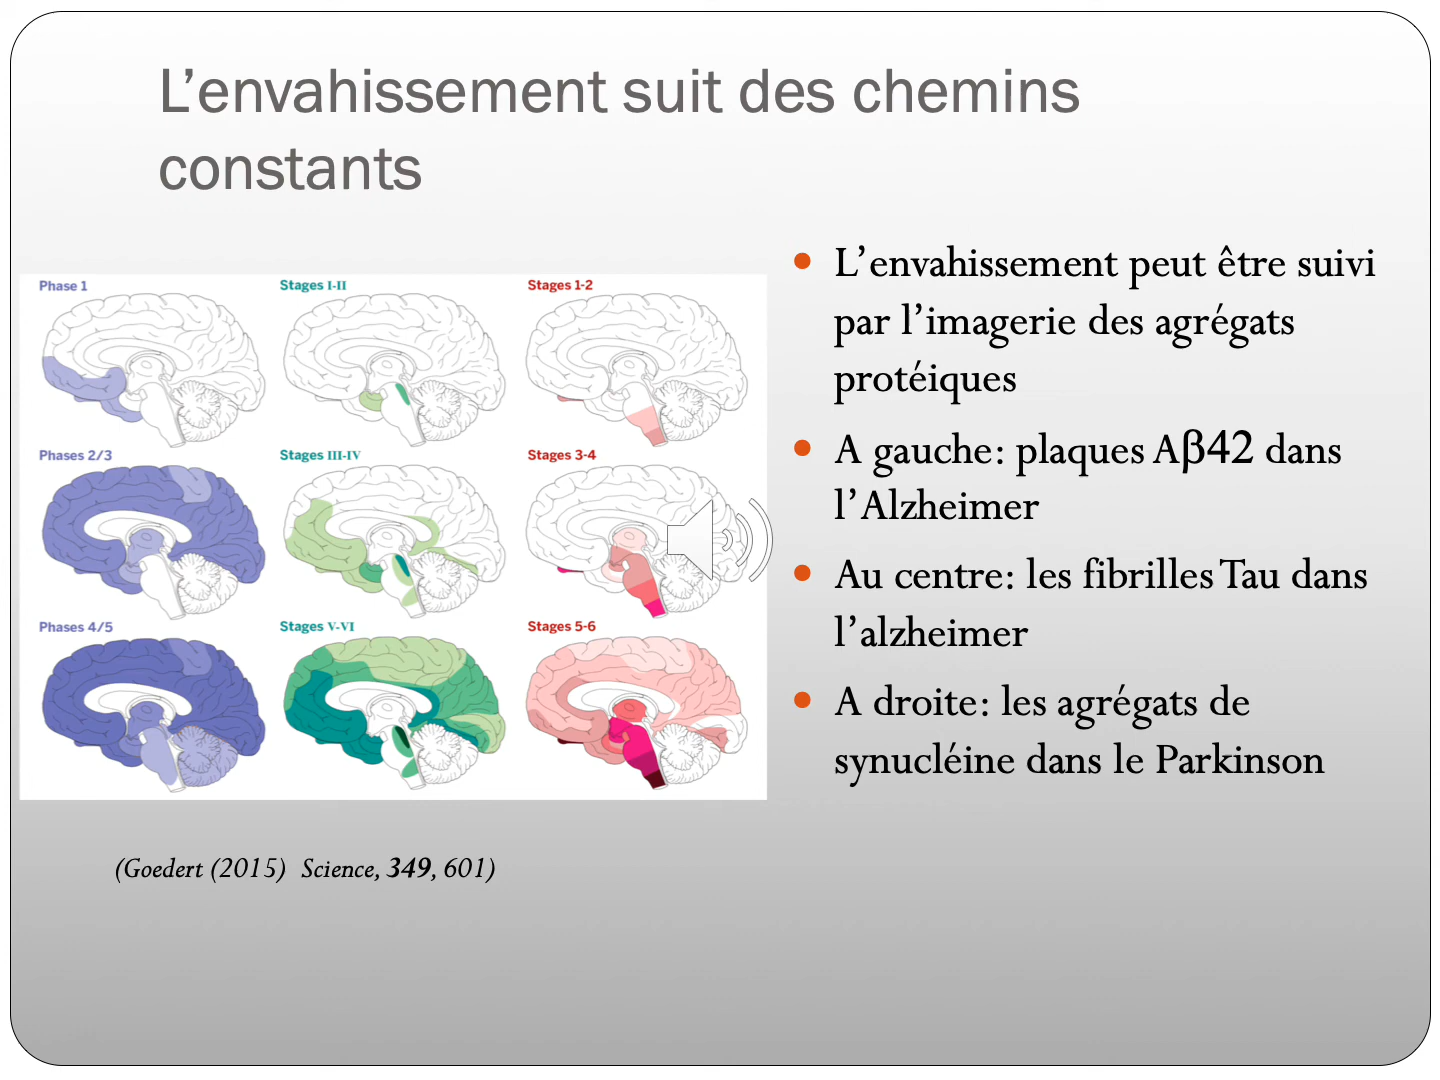 L’envahissement suit des chemins
constants
Phase 1
Stages I-II
Stages 1-2
Phases 2/3
Stages III-IV
Stages 3-4
Phases 4/5
Stages V-VI
Stages 5-6
L’envahissement peut être suivi
par l’imagerie des agrégats
protéiques
A gauche: plaques Aβ42 dans
l’Alzheimer
Au centre: les fibrilles Tau dans
l’alzheimer
A droite: les agrégats de
synucléine dans le Parkinson
(Goedert (2015) Science, 349, 601)